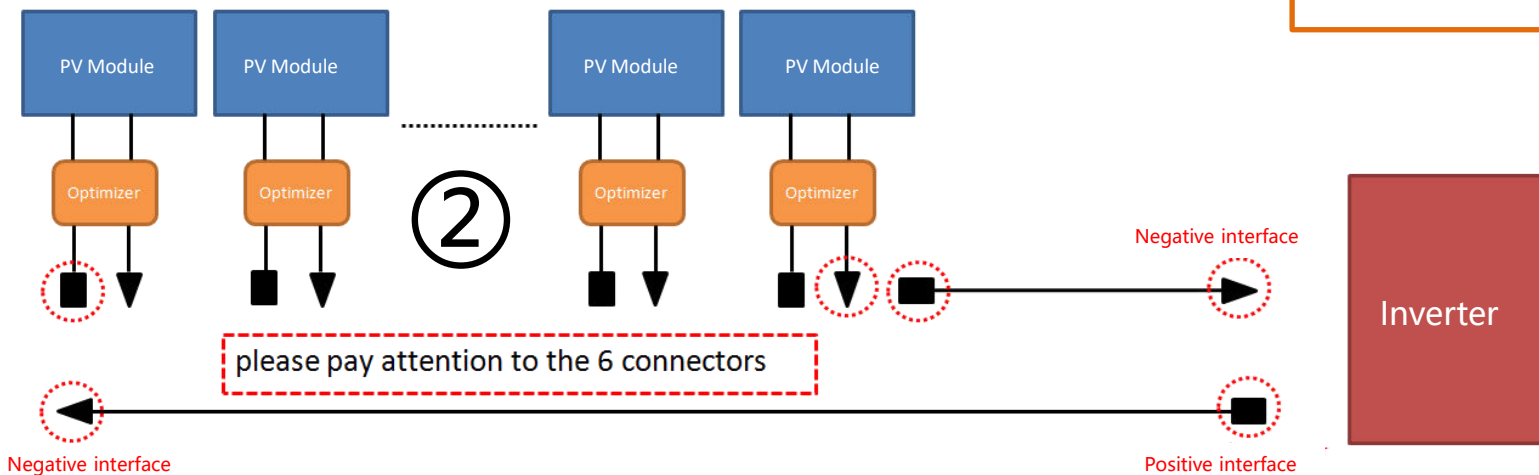 PV Module
PV Module
PV Module
PV Module
Optimizer
Optimizer
Optimizer
Optimizer
②
Negative interface
Inverter
please pay attention to the 6 connectors
Negative interface
Positive interface